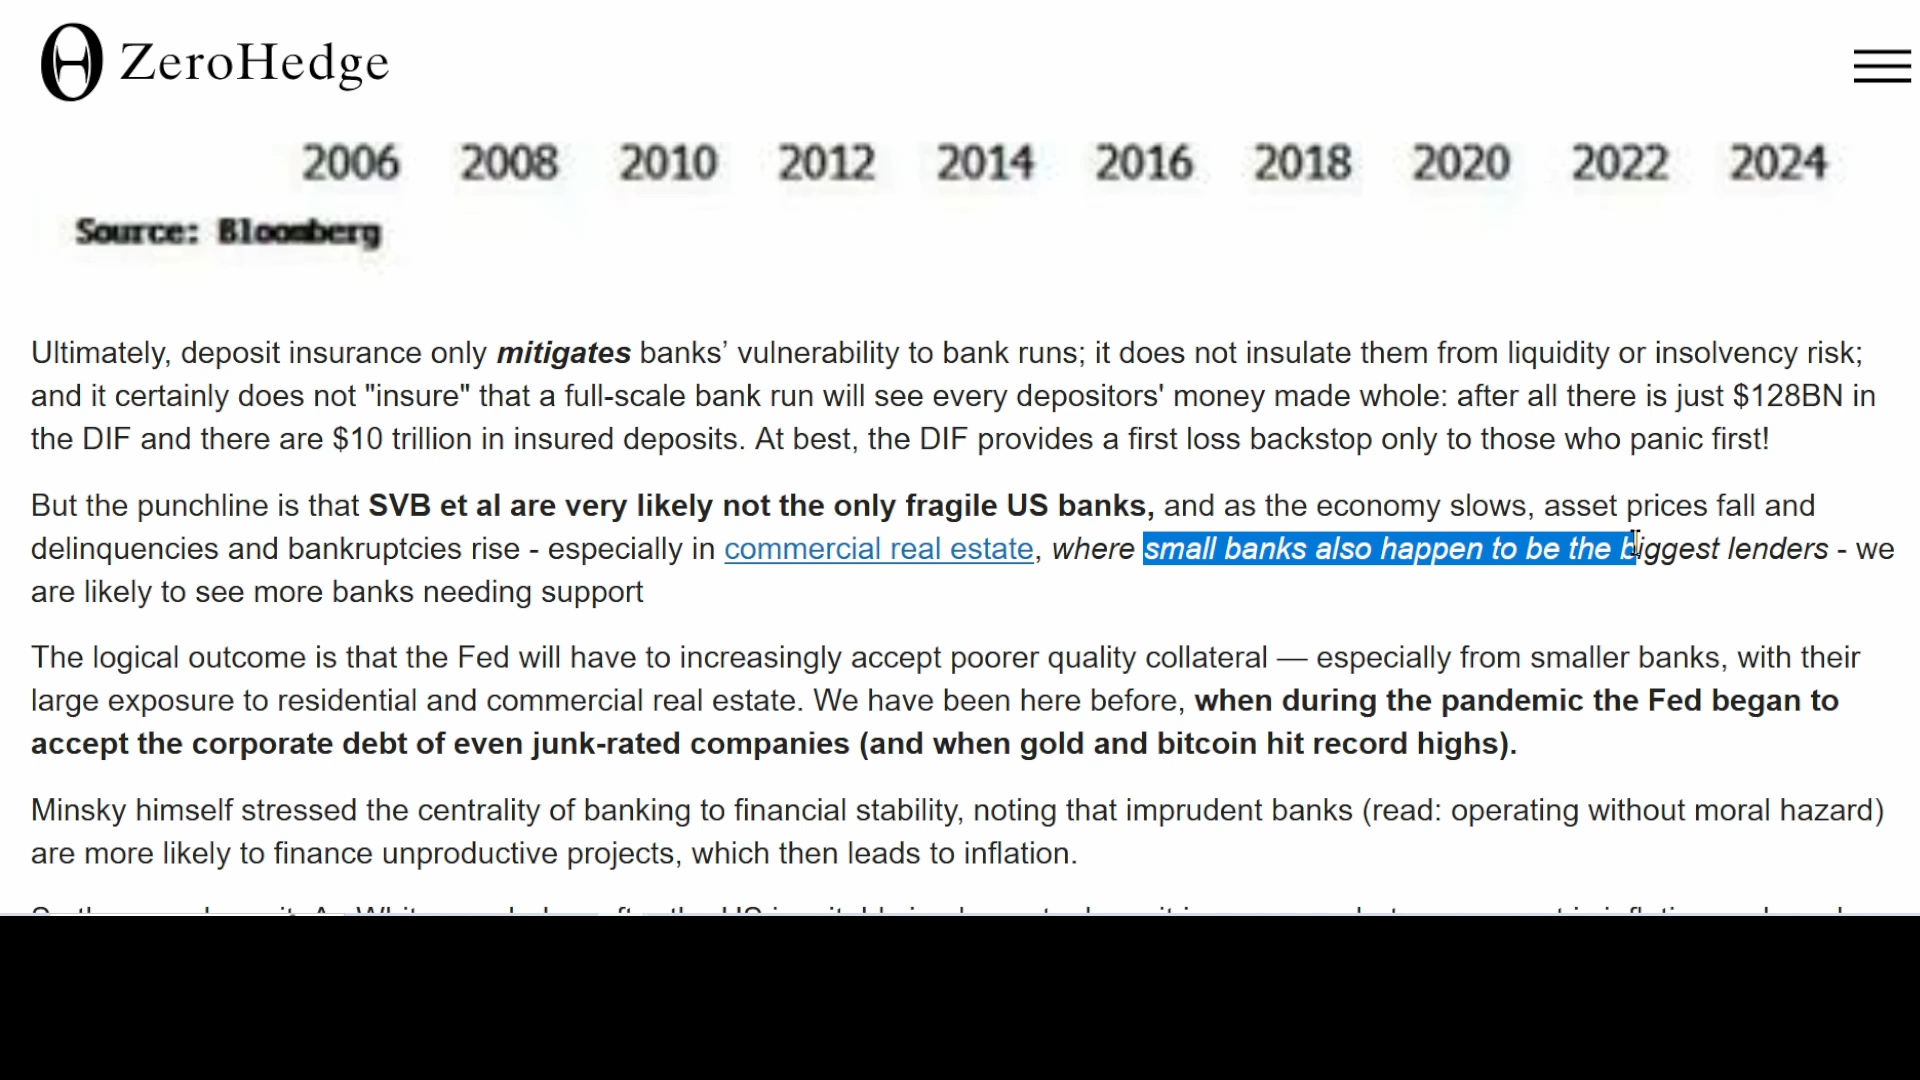 ZeroHedge
2006 2008 2010 2012 2014 2016 2018 2020 2022 2024
Source: Bloomberg
Ultimately, deposit insurance only mitigates banks’ vulnerability to bank runs; it does not insulate them from liquidity or insolvency risk;
and it certainly does not "insure" that a full-scale bank run will see every depositors' money made whole: after all there is just $128BN in
the DIF and there are $10 trillion in insured deposits. At best, the DIF provides a first loss backstop only to those who panic first!
But the punchline is that SVB et al are very likely not the only fragile US banks, and as the economy slows, asset prices fall and
delinquencies and bankruptcies rise - especially in commercial real estate, where small banks also happen to be the biggest lenders - we
are likely to see more banks needing support
The logical outcome is that the Fed will have to increasingly accept poorer quality collateral — especially from smaller banks, with their
large exposure to residential and commercial real estate. We have been here before, when during the pandemic the Fed began to
accept the corporate debt of even junk-rated companies (and when gold and bitcoin hit record highs).
Minsky himself stressed the centrality of banking to financial stability, noting that imprudent banks (read: operating without moral hazard)
are more likely to finance unproductive projects, which then leads to inflation.